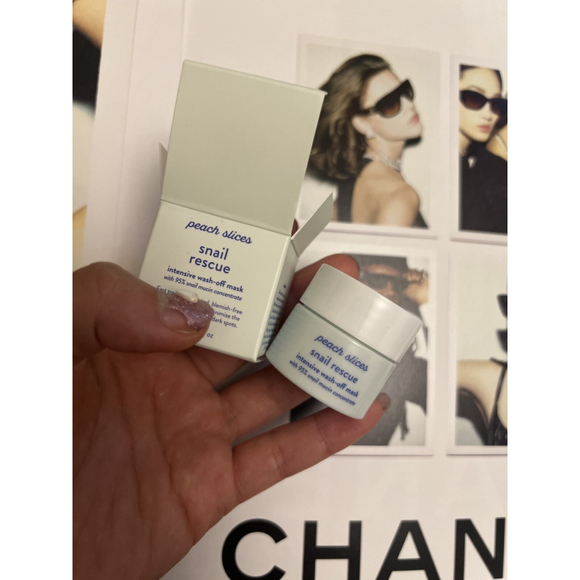 peach slices
snail
rescue
intensive wash-off mask
with 95% snail mucin concentrate
blemish-free
the
dark spots.
oz
peach slices
snail rescue
intensive wash-off mask
with 95% snail mucin concentrate
CHAN